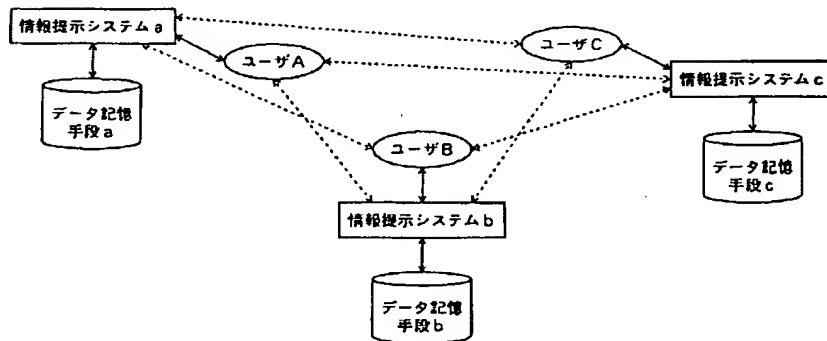 情報提示システムa
ユーザA
ユーザC
情報提示システムc
データ記憶
手段a
ユーザB
データ記憶
手段c
情報提示システムb
データ記憶
手段b